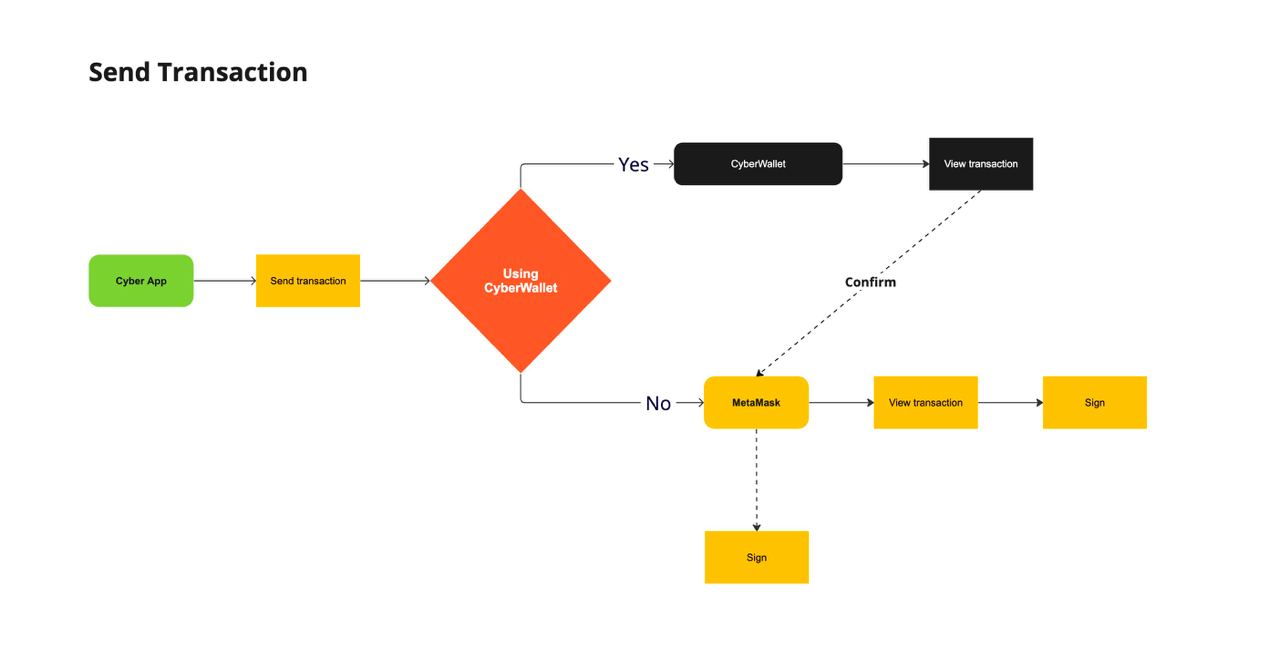 Send Transaction
Yes
CyberWallet
View transaction
Cyber App
Send transaction
Using
CyberWallet
Confirm
No
MetaMask
View transaction
Sign
Sign